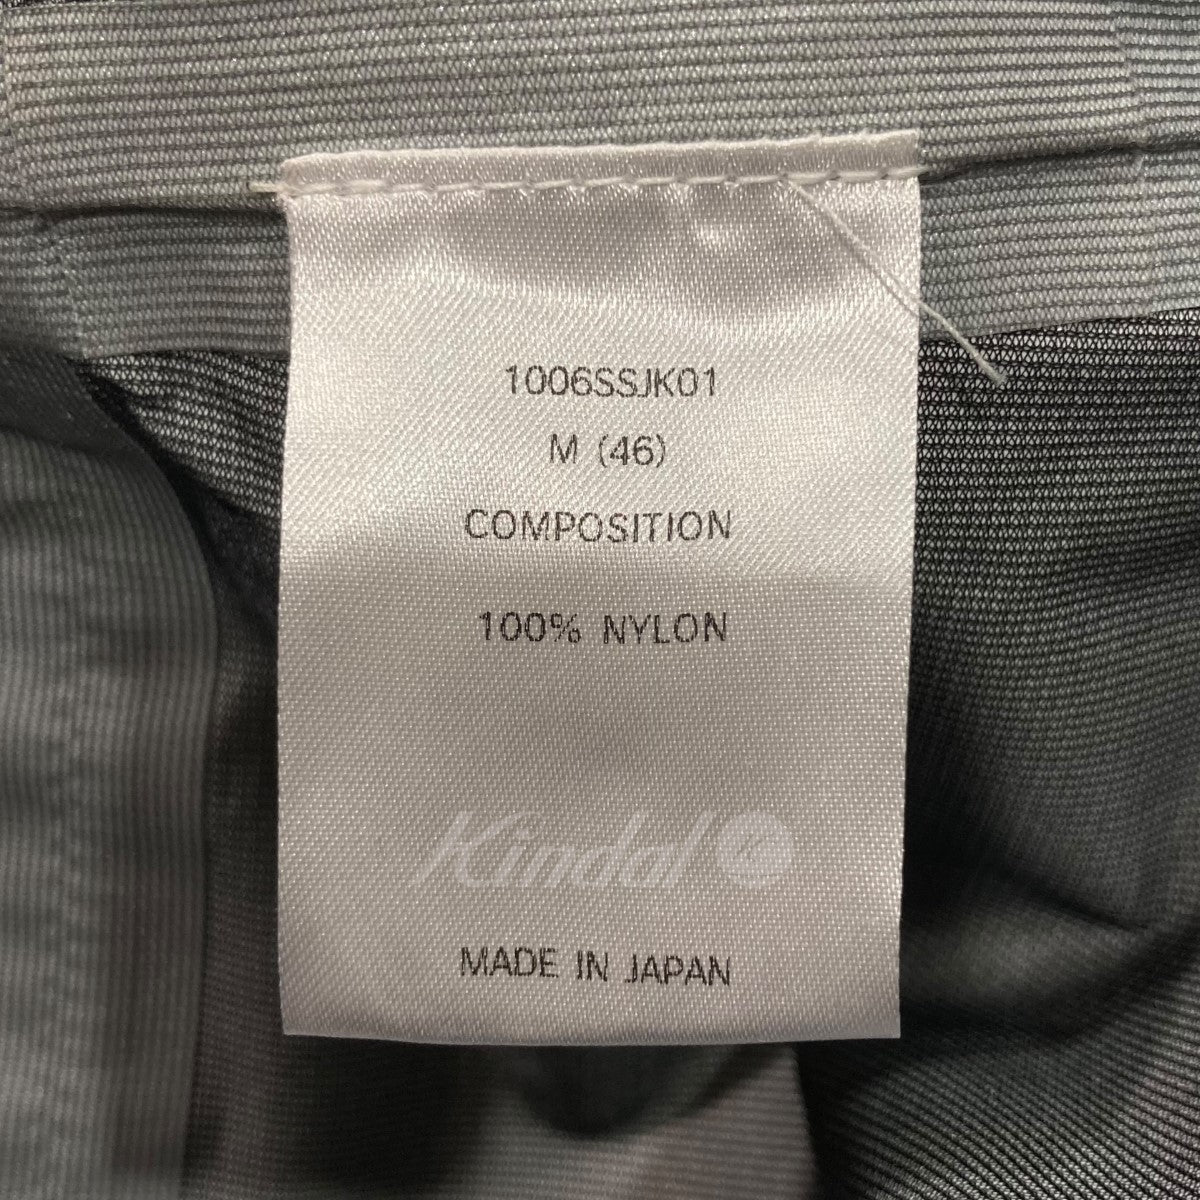 1006SSJK01
M (46)
COMPOSITION
100% NYLON
Kindal K
MADE IN JAPAN